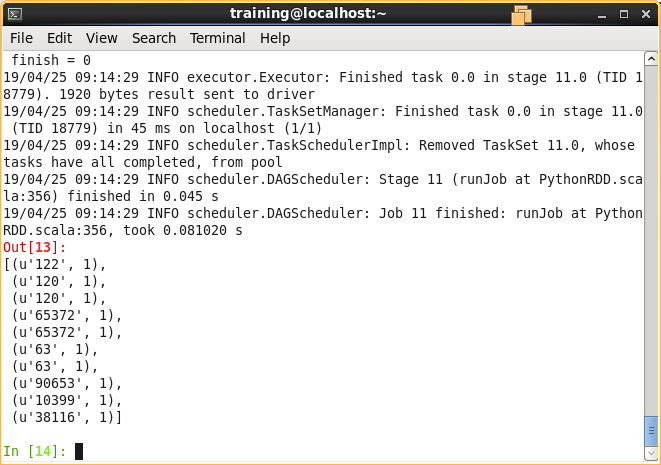 training@localhost:~
File Edit View Search Terminal Help
finish = 0
19/04/25 09:14:29 INFO executor.Executor: Finished task 0.0 in stage 11.0 (TID 1
8779). 1920 bytes result sent to driver
19/04/25 09:14:29 INFO scheduler.TaskSetManager: Finished task 0.0 in stage 11.0
(TID 18779) in 45 ms on localhost (1/1)
19/04/25 09:14:29 INFO scheduler.TaskSchedulerImpl: Removed TaskSet 11.0, whose
tasks have all completed, from pool
19/04/25 09:14:29 INFO scheduler.DAGScheduler: Stage 11 (runJob at PythonRDD.sca
la:356) finished in 0.045 s
19/04/25 09:14:29 INFO scheduler.DAGScheduler: Job 11 finished: runJob at Python
RDD.scala:356, took 0.081020 s
Out[13]:
[(u'122', 1),
(u'120', 1),
(u'120', 1),
(u'65372', 1),
(u'65372', 1),
(u'63', 1),
(u'63', 1),
(u'90653', 1),
(u'10399', 1),
(u'38116', 1)]
In [14]: